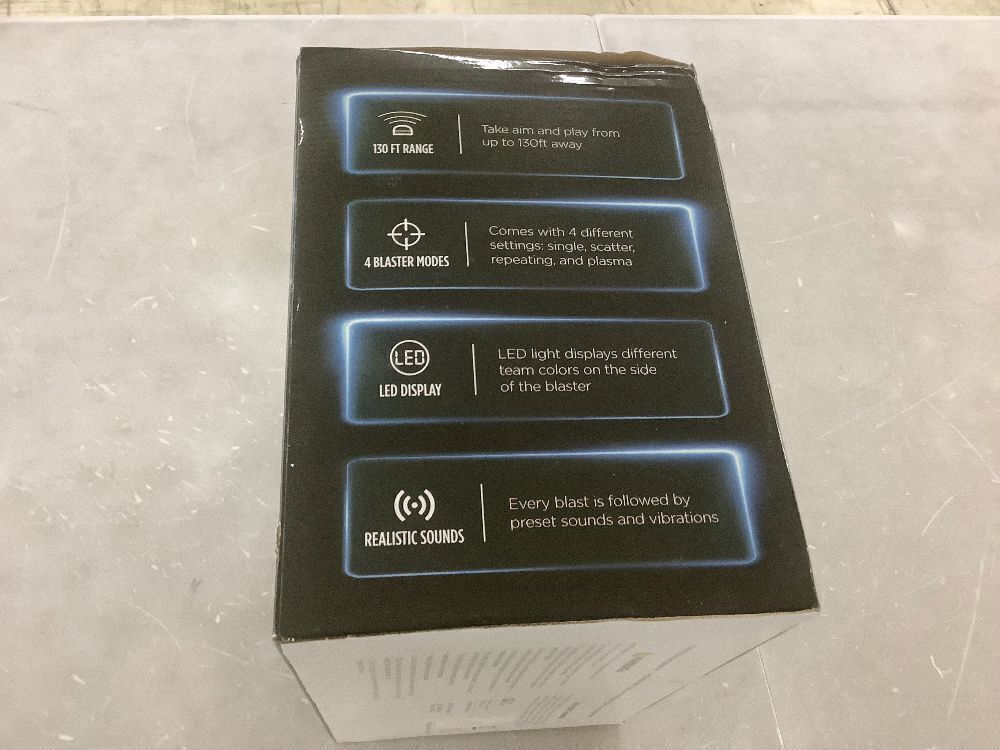 130 FT RANGE
Take aim and play from
up to 130ft away
4 BLASTER MODES
Comes with 4 different
settings: single, scatter,
repeating, and plasma
LED
LED DISPLAY
LED light displays different
team colors on the side
of the blaster
REALISTIC SOUNDS
Every blast is followed by
preset sounds and vibrations